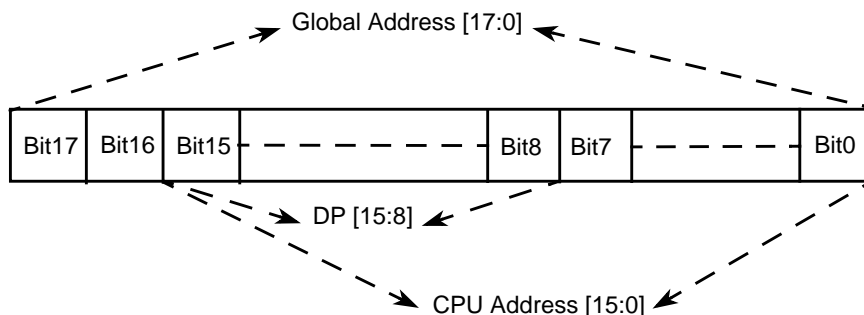 Global Address [17:0]
Bit17 Bit16 Bit15 Bit8 Bit7 Bit0
DP [15:8]
CPU Address [15:0]